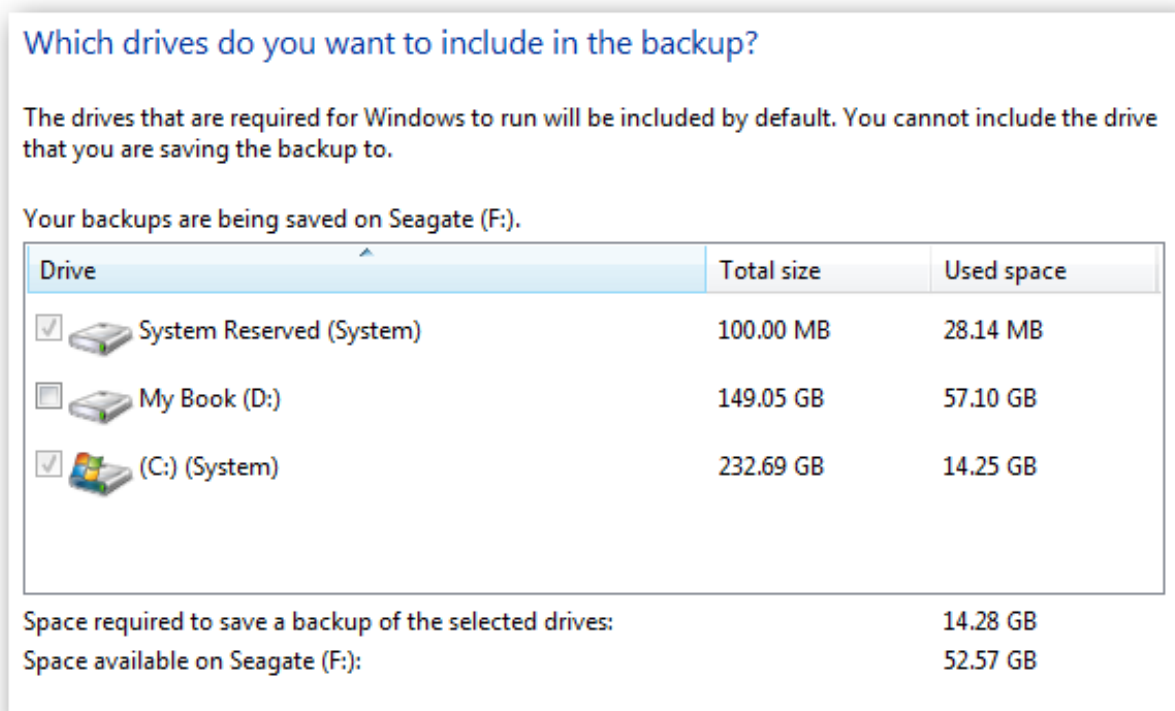 Which drives do you want to include in the backup?
The drives that are required for Windows to run will be included by default. You cannot include the drive
that you are saving the backup to.
Your backups are being saved on Seagate (F:).
Drive Total size Used space
System Reserved (System) 100.00 MB 28.14 MB
My Book (D:) 149.05 GB 57.10 GB
(C:) (System) 232.69 GB 14.25 GB
Space required to save a backup of the selected drives: 14.28 GB
Space available on Seagate (F:): 52.57 GB